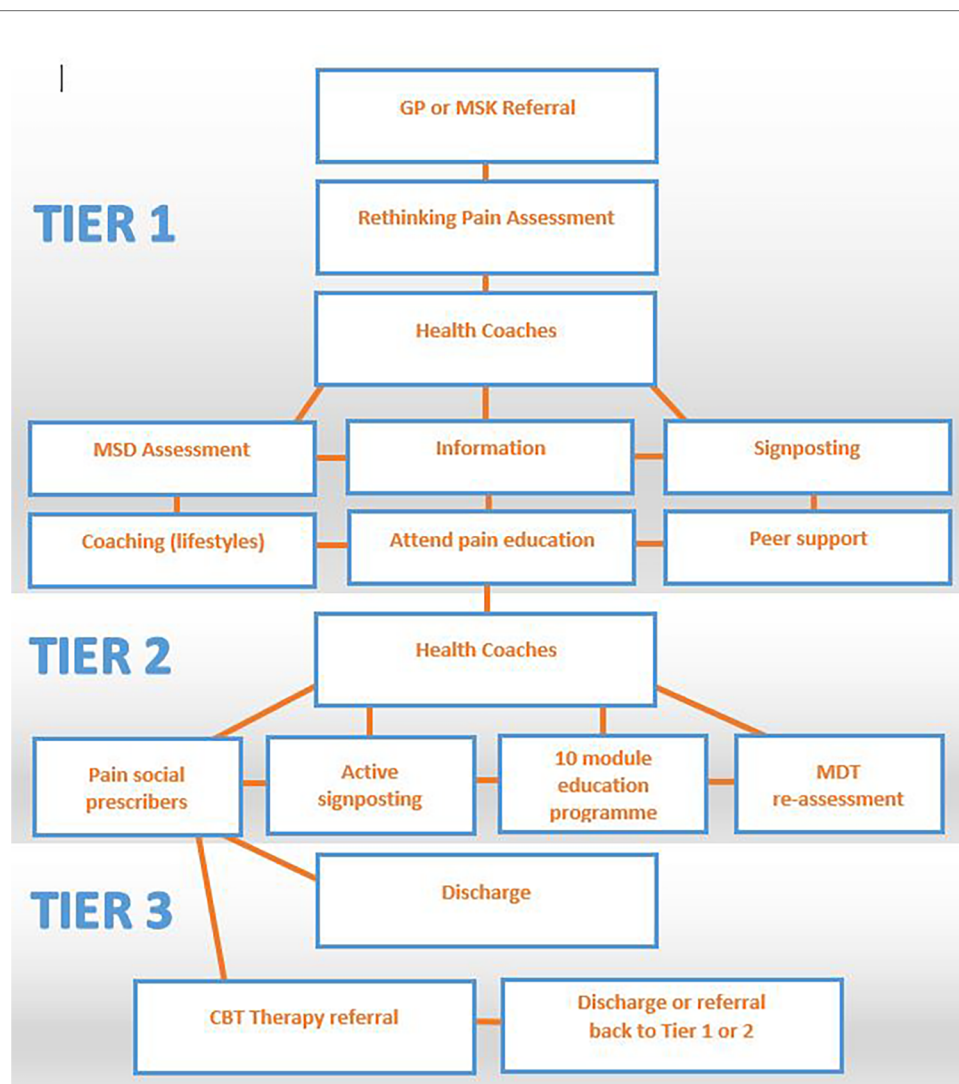 GP or MSK Referral
TIER 1
Rethinking Pain Assessment
Health Coaches
MSD Assessment
Information
Signposting
Coaching (lifestyles)
Attend pain education
Peer support
TIER 2
Health Coaches
Pain social
prescribers
Active
signposting
10 module
education
programme
MDT
re-assessment
TIER 3
Discharge
CBT Therapy referral
Discharge or referral
back to Tier 1 or 2